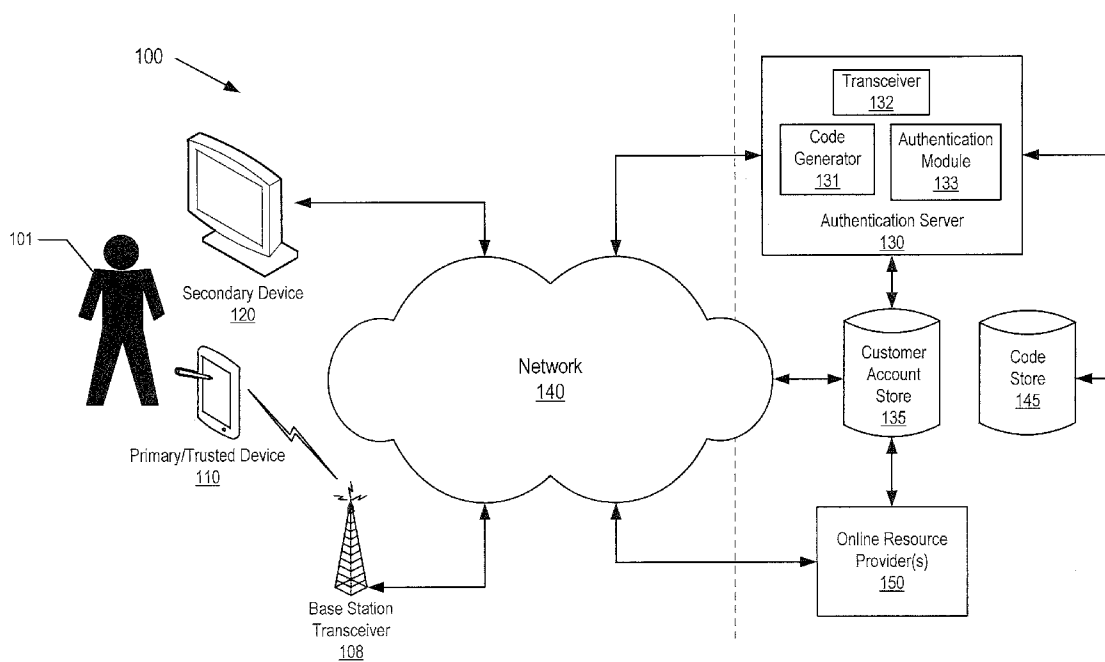 100
101
Secondary Device
120
Primary/Trusted Device
110
Base Station
Transceiver
108
Network
140
Transceiver
132
Code
Generator
131
Authentication
Module
133
Authentication Server
130
Customer
Account
Store
135
Code
Store
145
Online Resource
Provider(s)
150